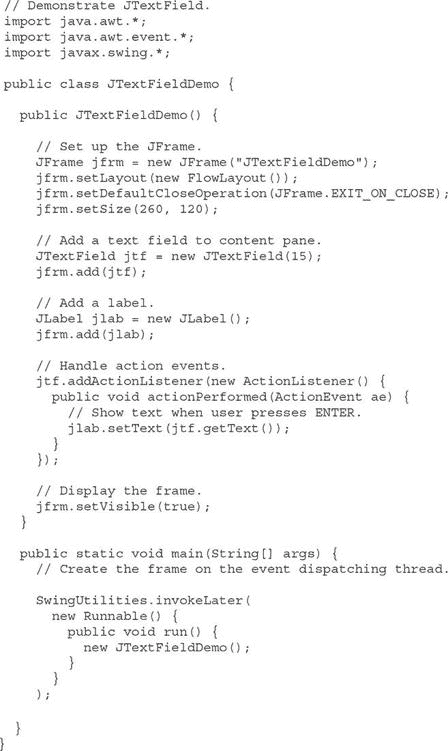 // Demonstrate JTextField.
import java.awt.*;
import java.awt.event.*;
import javax.swing.*;

public class JTextFieldDemo {

  public JTextFieldDemo() {

    // Set up the JFrame.
    JFrame jfrm = new JFrame("JTextFieldDemo");
    jfrm.setLayout(new FlowLayout());
    jfrm.setDefaultCloseOperation(JFrame.EXIT_ON_CLOSE);
    jfrm.setSize(260, 120);

    // Add a text field to content pane.
    JTextField jtf = new JTextField(15);
    jfrm.add(jtf);

    // Add a label.
    JLabel jlab = new JLabel();
    jfrm.add(jlab);

    // Handle action events.
    jtf.addActionListener(new ActionListener() {
      public void actionPerformed(ActionEvent ae) {
        // Show text when user presses ENTER.
        jlab.setText(jtf.getText());
      }
    });

    // Display the frame.
    jfrm.setVisible(true);
  }

  public static void main(String[] args) {
    // Create the frame on the event dispatching thread.

    SwingUtilities.invokeLater(
      new Runnable() {
        public void run() {
          new JTextFieldDemo();
        }
      }
    );

  }
}